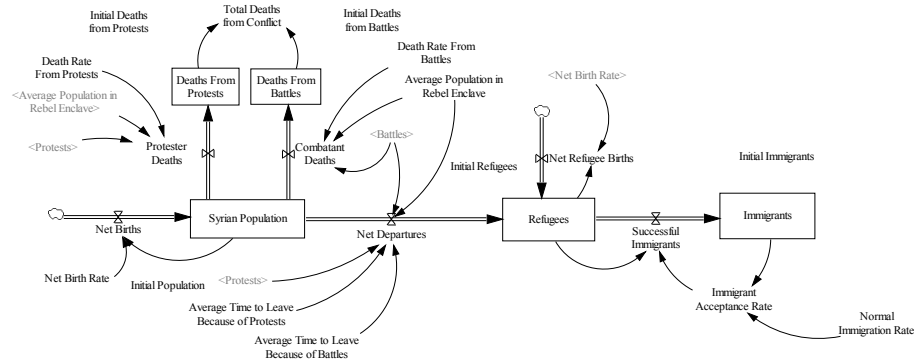 Initial Deaths
from Protests
Total Deaths
from Conflict
Initial Deaths
from Battles
Death Rate
From Protests
Deaths From
Protests
Deaths From
Battles
Death Rate From
Battles
Average Population in
Rebel Enclave
<Average Population in
Rebel Enclave>
<Net Birth Rate>
<Protests>
Protester
Deaths
Combatant
Deaths
<Battles>
Initial Refugees
Net Refugee Births
Initial Immigrants
Syrian Population
Refugees
Immigrants
Net Births
Net Departures
Successful
Immigrants
Net Birth Rate
Initial Population
<Protests>
Average Time to Leave
Because of Protests
Average Time to Leave
Because of Battles
Immigrant
Acceptance Rate
Normal
Immigration Rate